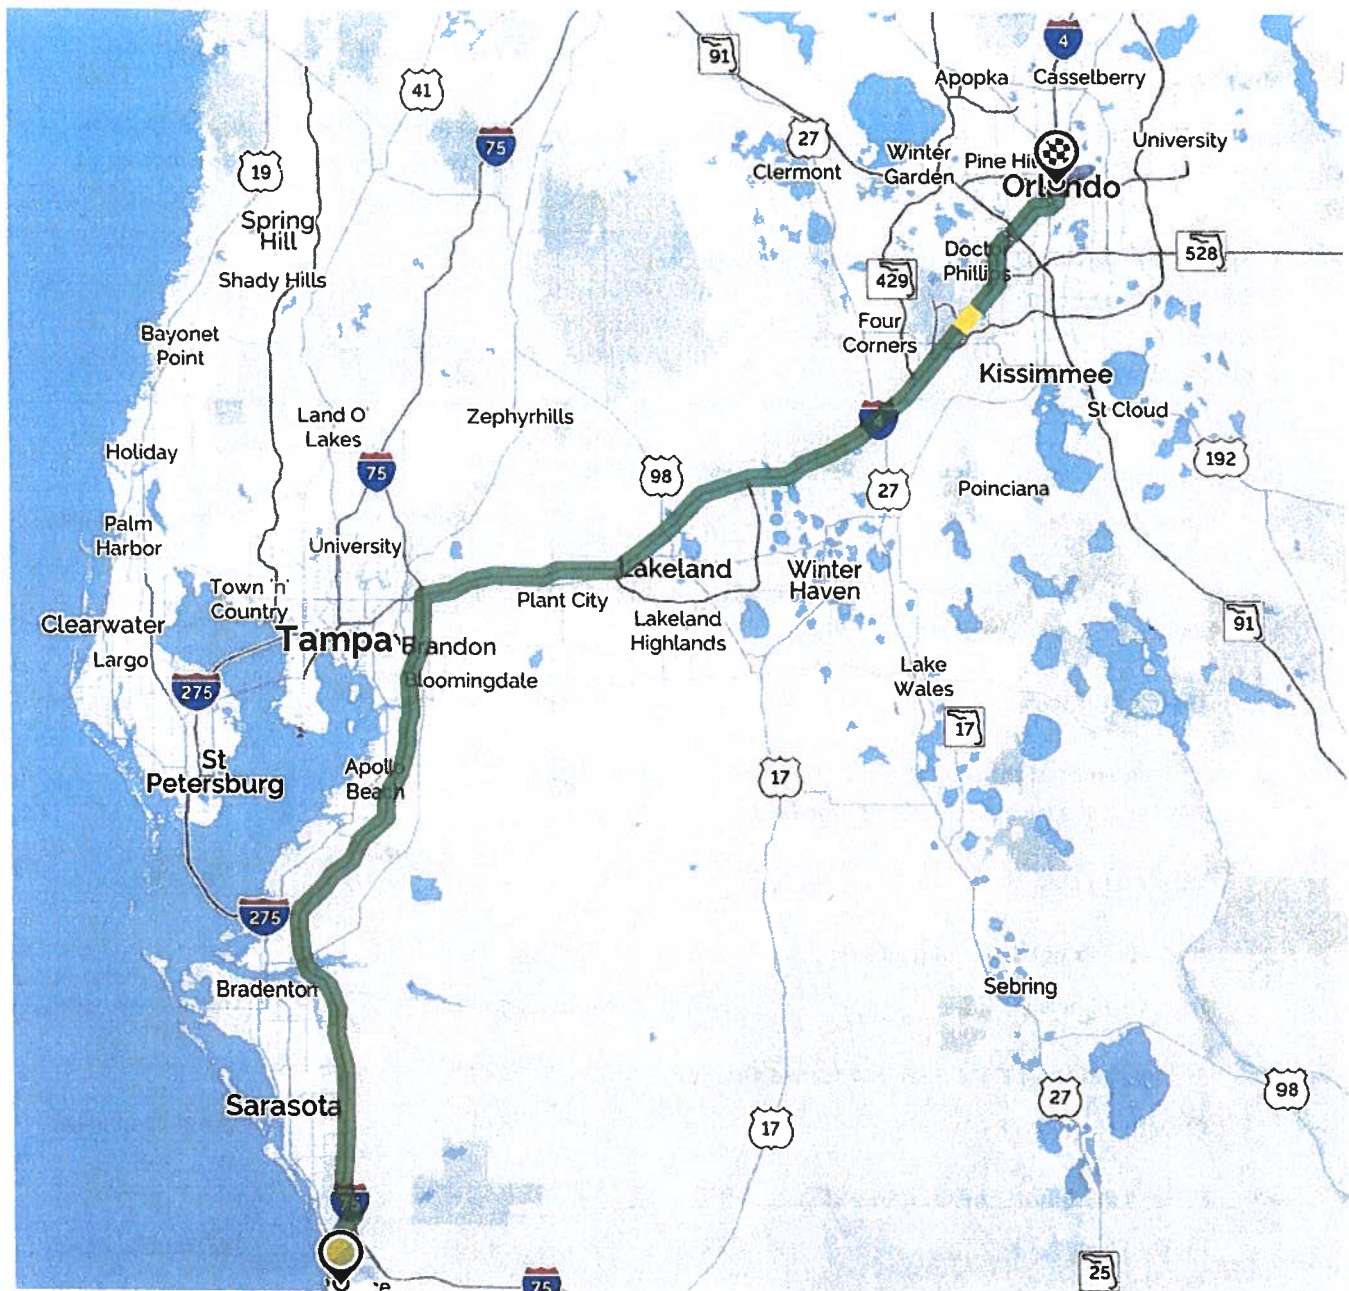 4
91
41
Apopka
Casselberry
27
University
75
Winter
Garden
Pine Hi
Clermont
19
Orlando
Spring
Hill
528
Doct
Phillips
429
Shady Hills
Four
Corners
Bayonet
Point
Kissimmee
St Cloud
Land O'
Lakes
Zephyrhills
4
Holiday
192
75
98
27
Poinciana
Palm
Harbor
University
Lakeland
Winter
Haven
Town 'n'
Country
Plant City
Clearwater
Lakeland
Highlands
91
Tampa
Brandon
Largo
Lake
Wales
275
Bloomingdale
17
St
Petersburg
Apollo
Beach
17
275
Bradenton
Sebring
27
98
Sarasota
17
75
25
75